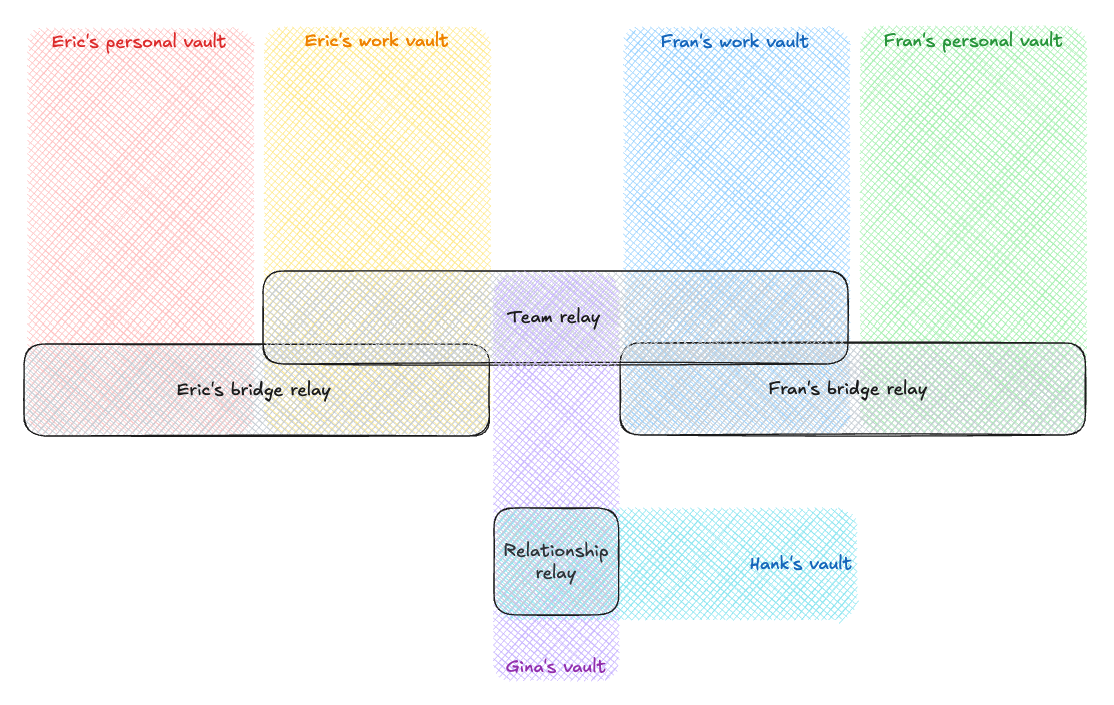 Eric's personal vault
Eric's work vault
Fran's work vault
Fran's personal vault
Team relay
Eric's bridge relay
Fran's bridge relay
Relationship
relay
Hank's vault
Gina's vault